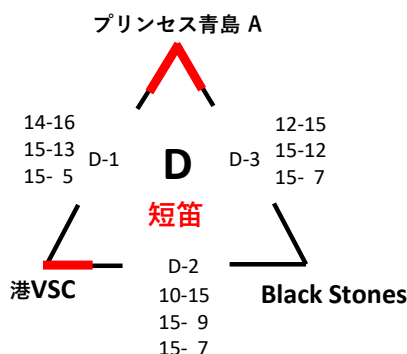 プリンセス青島 A
14-16
15-13
15- 5
D-1
D
短笛
D-3
12-15
15-12
15- 7
港VSC
D-2
10-15
15- 9
15- 7
Black Stones